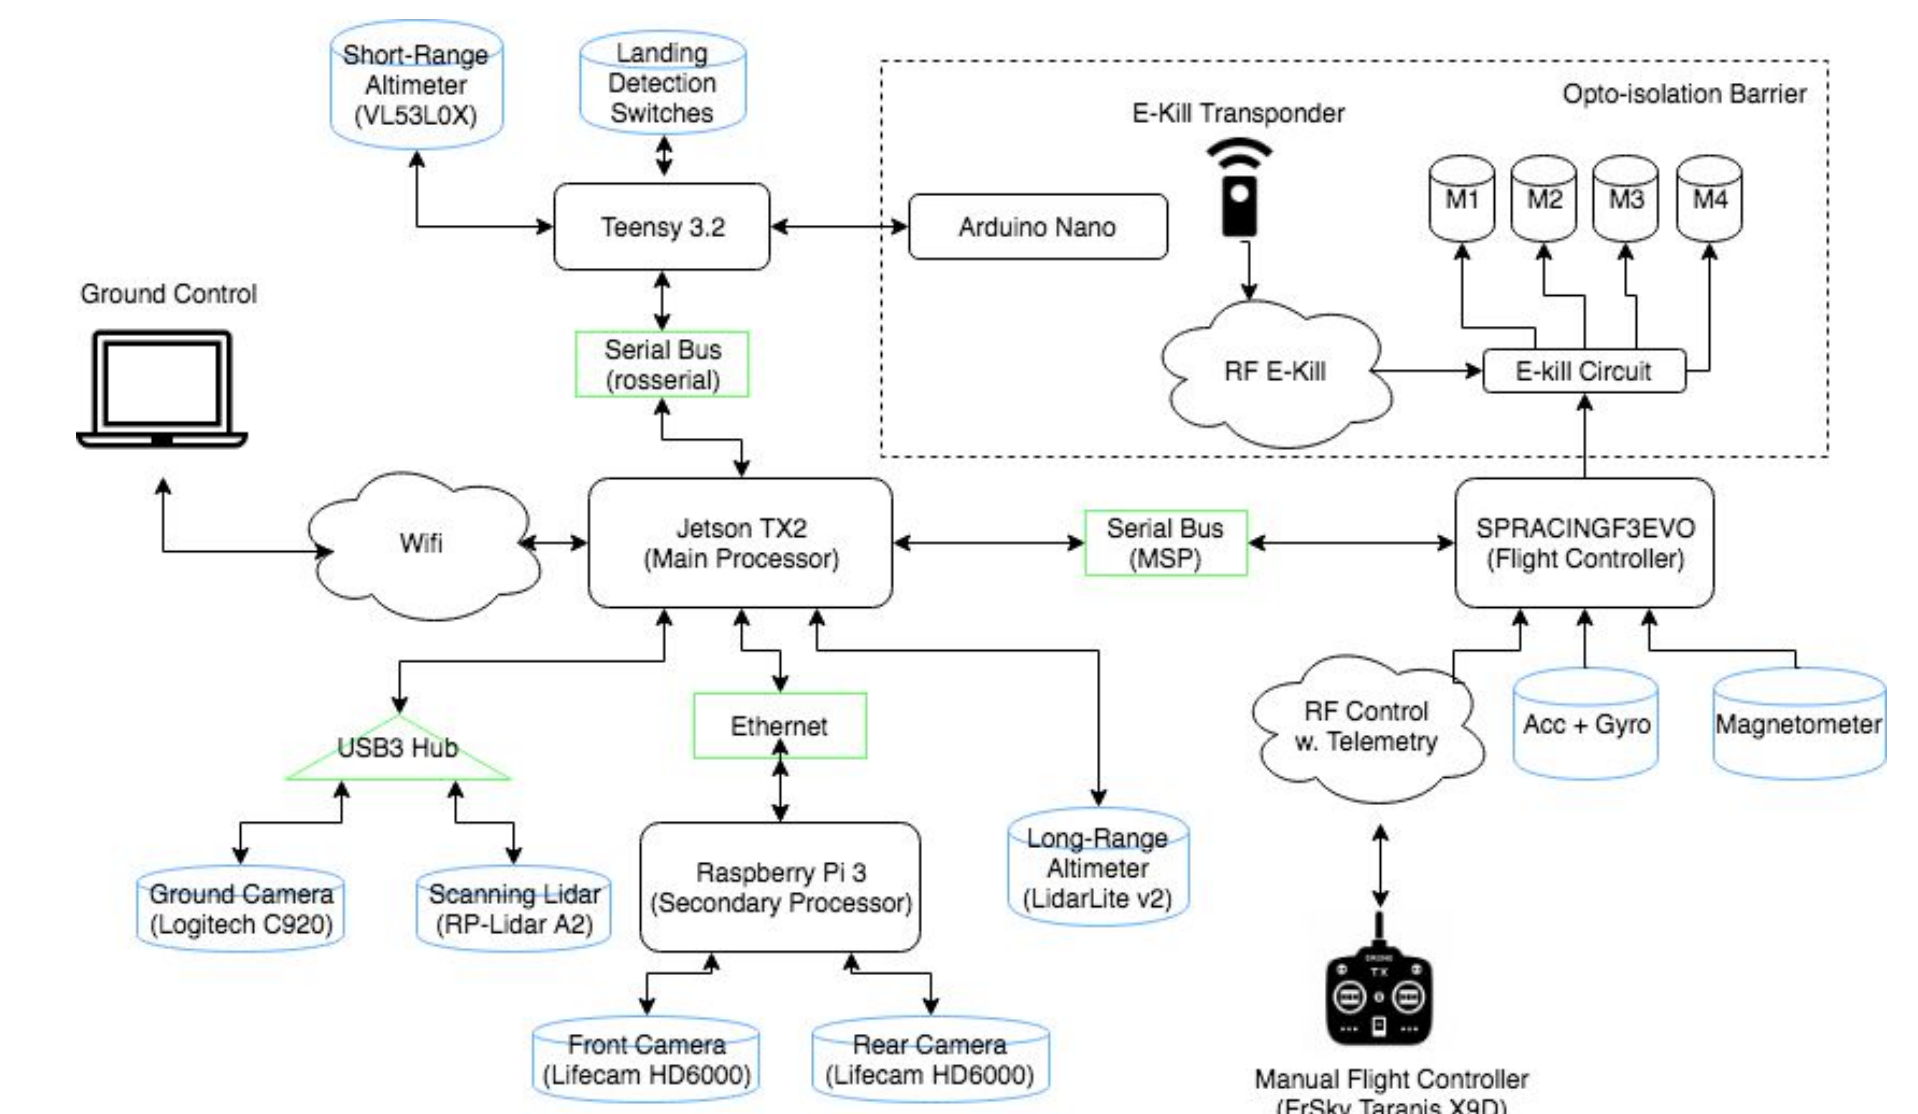 Short-Range
Altimeter
(VL53L0X)
Landing
Detection
Switches
Opto-isolation Barrier
E-Kill Transponder
M1
M2
M3
M4
Teensy 3.2
Arduino Nano
Ground Control
Serial Bus
(rosserial)
RF E-Kill
E-kill Circuit
Wifi
Jetson TX2
(Main Processor)
Serial Bus
(MSP)
SPRACINGF3EVO
(Flight Controller)
USB3 Hub
Ethernet
RF Control
w. Telemetry
Acc + Gyro
Magnetometer
Ground Camera
(Logitech C920)
Scanning Lidar
(RP-Lidar A2)
Raspberry Pi 3
(Secondary Processor)
Long-Range
Altimeter
(LidarLite v2)
TX
Front Camera
(Lifecam HD6000)
Rear Camera
(Lifecam HD6000)
Manual Flight Controller
(FrSky Taranis X9D)